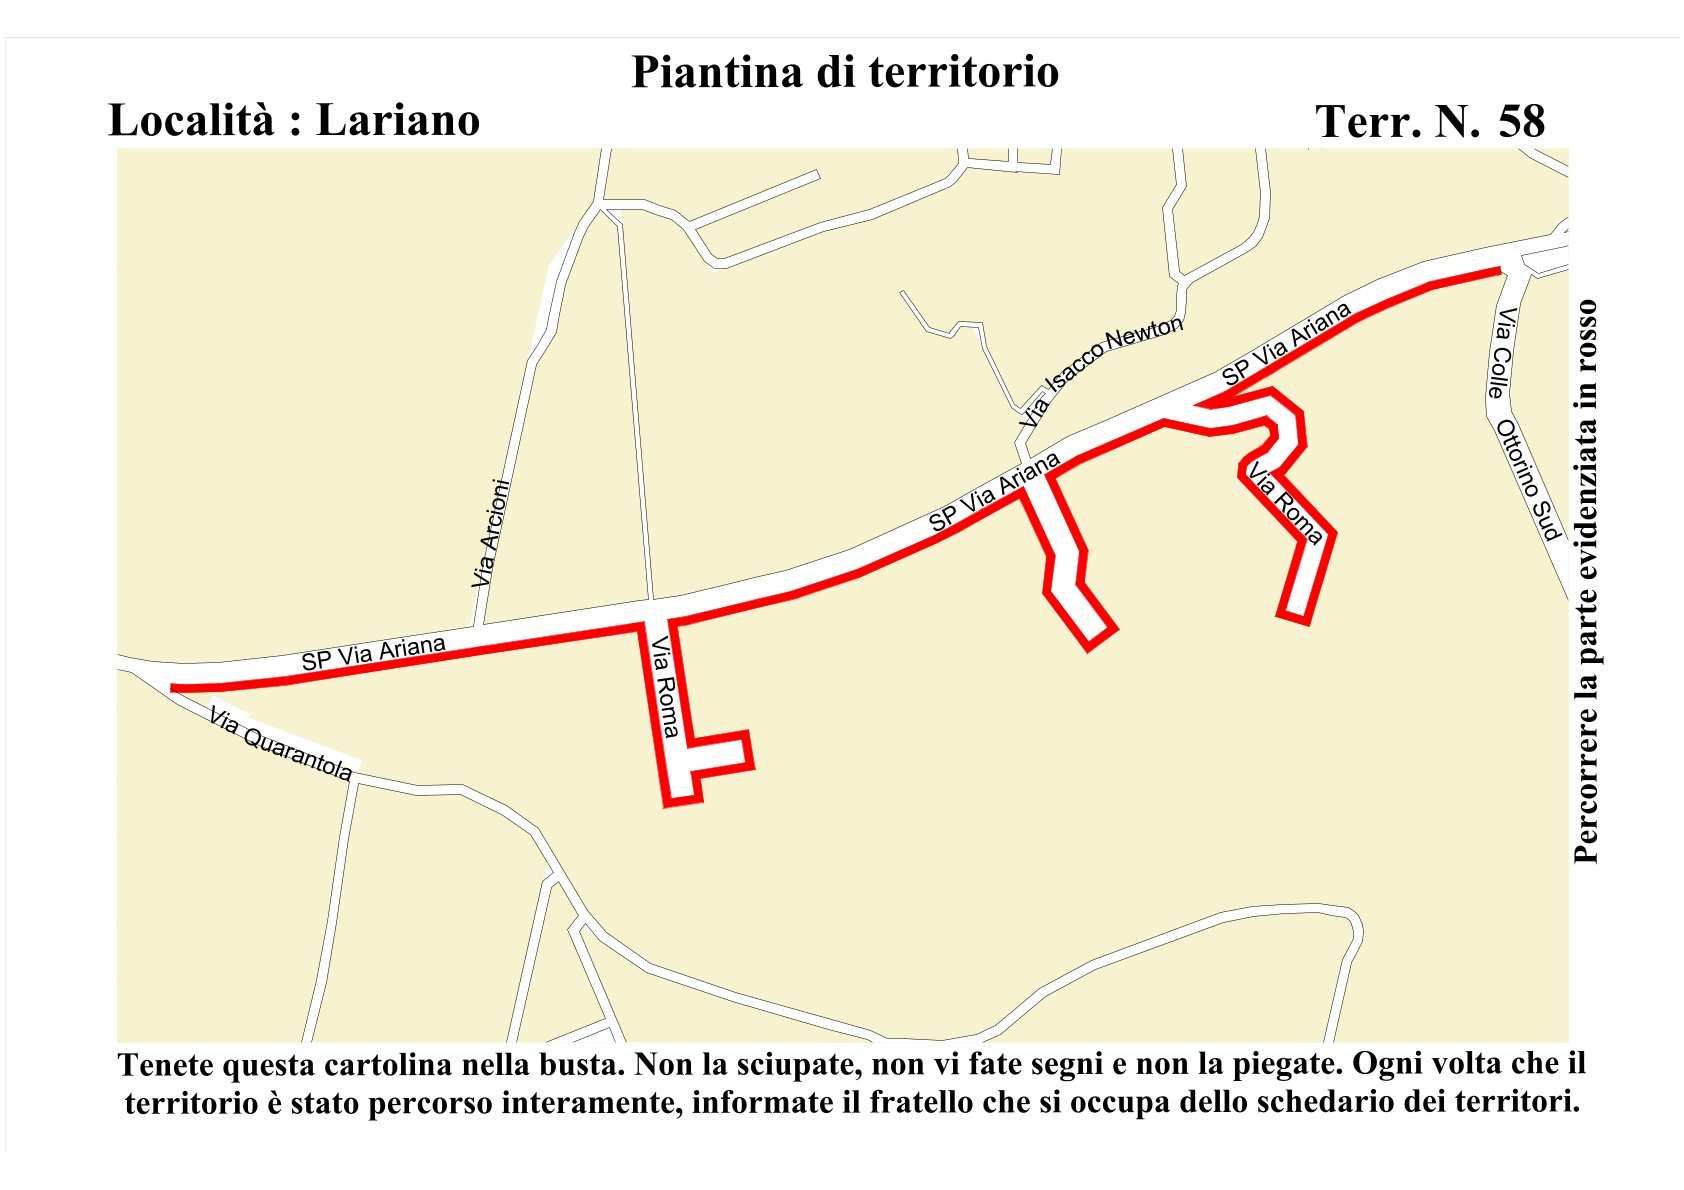 Piantina di territorio
Località : Lariano
Terr. N. 58
Via Isacco Newton
SP Via Ariana
Via Colle Ottorino Sud
SP Via Ariana
Via Roma
Via Arcioni
SP Via Ariana
Via Roma
Via Quarantola
Percorrere la parte evidenziata in rosso
Tenete questa cartolina nella busta. Non la sciupate, non vi fate segni e non la piegate. Ogni volta che il
territorio è stato percorso interamente, informate il fratello che si occupa dello schedario dei territori.